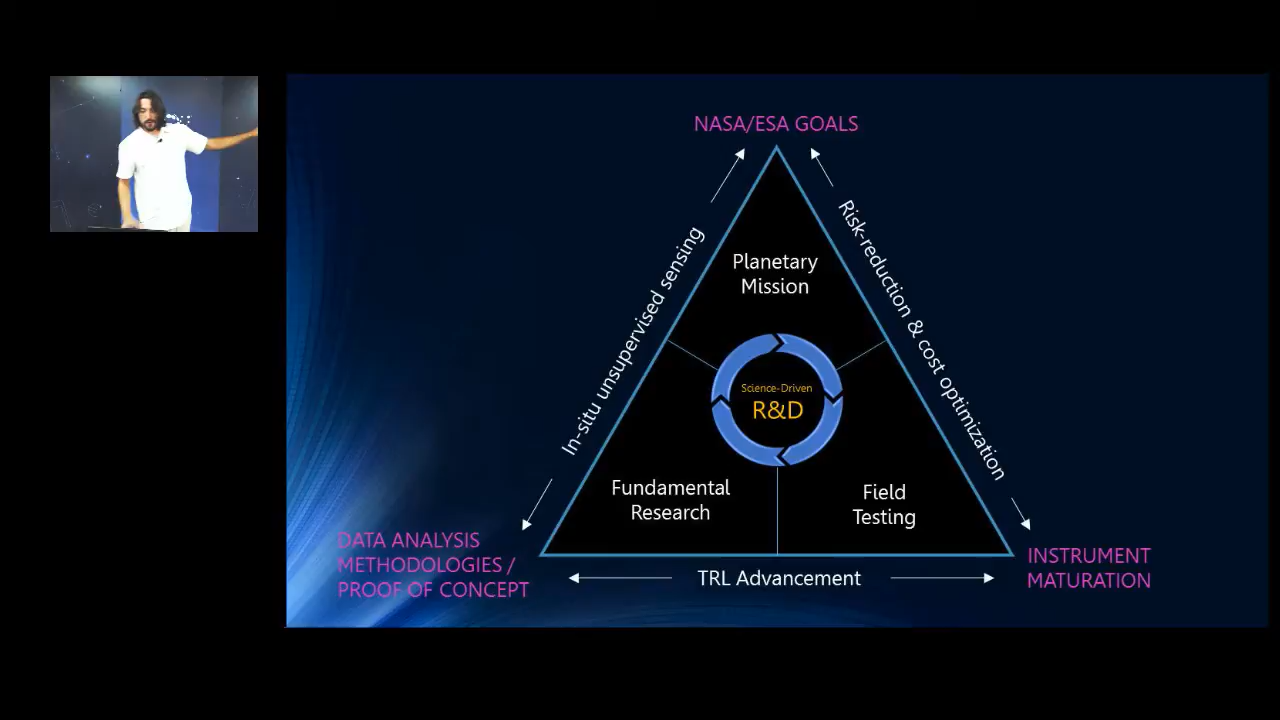 NASA/ESA GOALS
In-situ unsupervised sensing
Risk-reduction & cost optimization
Planetary
Mission
Science-Driven
R&D
Fundamental
Research
Field
Testing
DATA ANALYSIS
METHODOLOGIES /
PROOF OF CONCEPT
TRL Advancement
INSTRUMENT
MATURATION